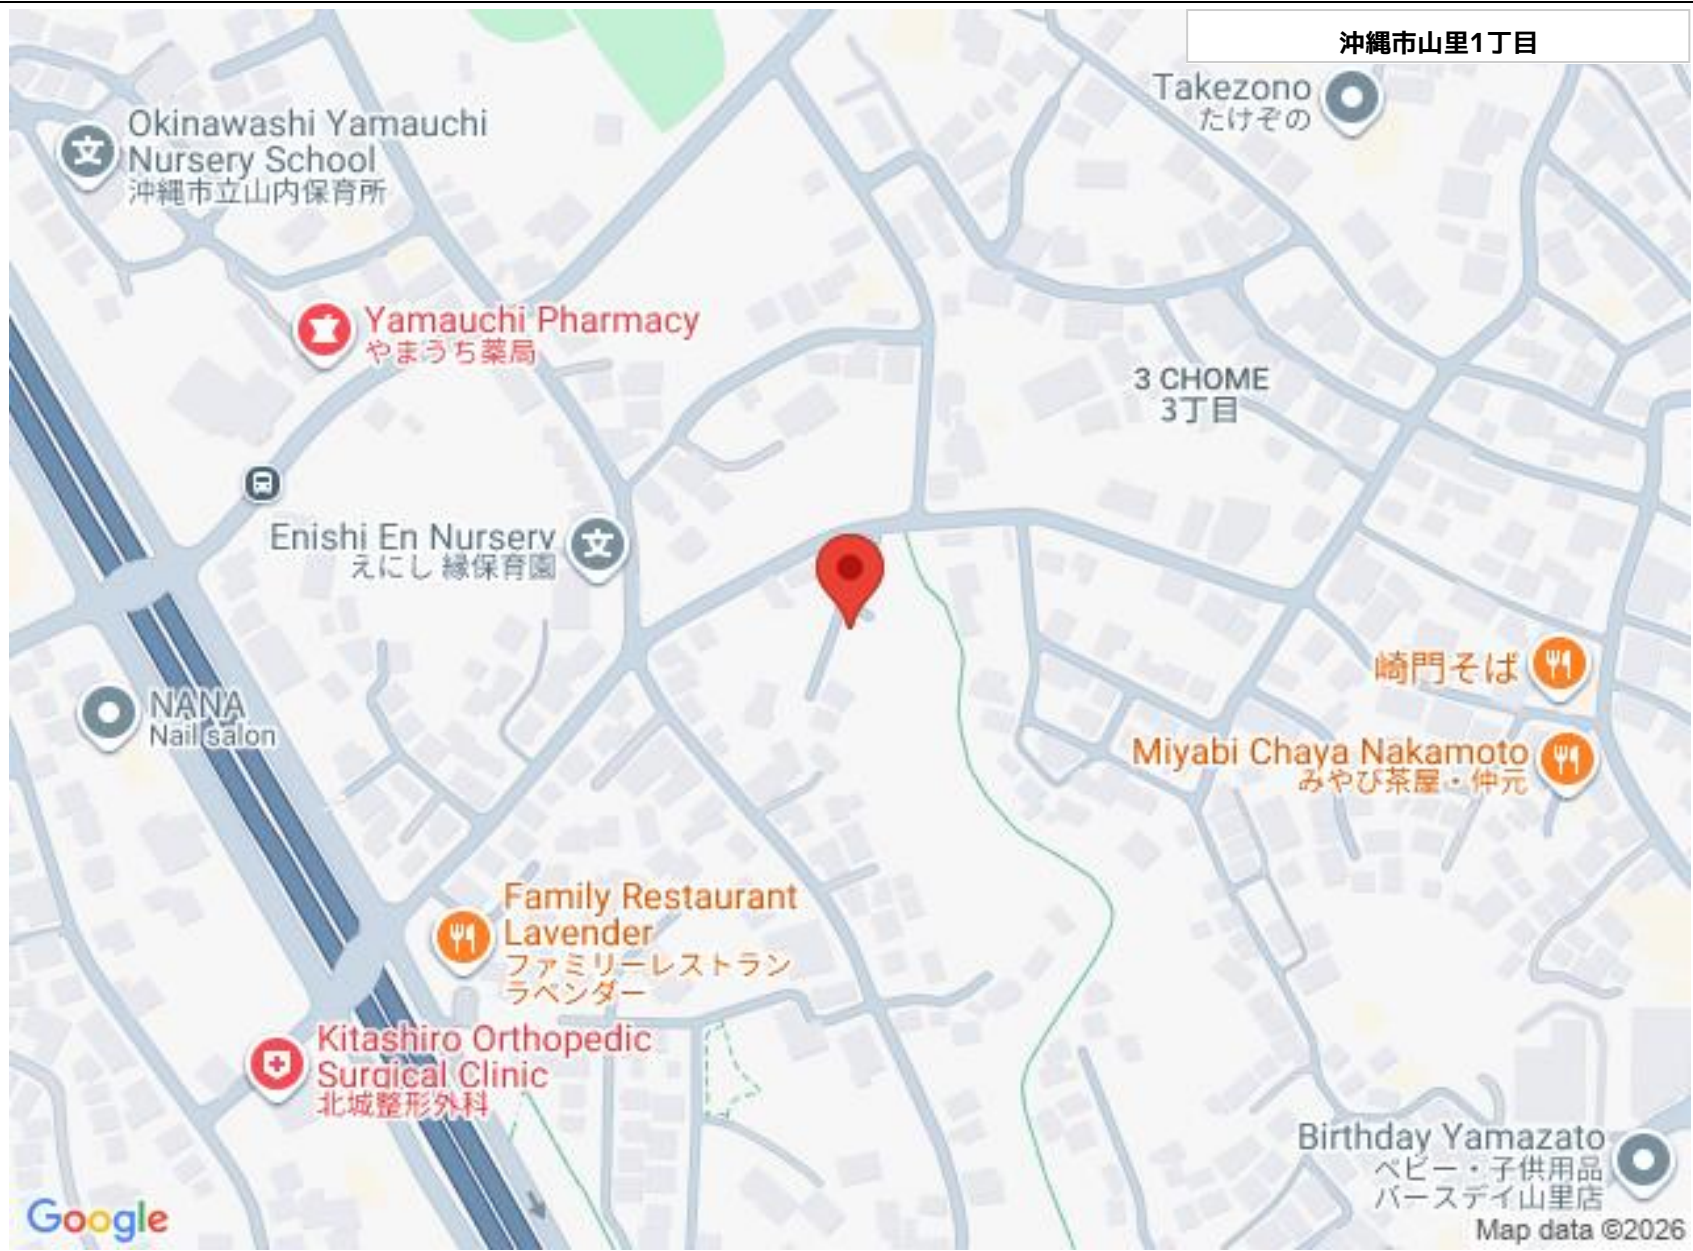 沖縄市山里1丁目
Takezono
たけぞの
Okinawashi Yamauchi
Nursery School
沖縄市立山内保育所
Yamauchi Pharmacy
やまうち薬局
3 CHOME
3丁目
Enishi En Nursery
えにし 縁保育園
崎門そば
NANA
Nail salon
Miyabi Chaya Nakamoto
みやび茶屋・仲元
Family Restaurant
Lavender
ファミリーレストラン
ラベンダー
Kitashiro Orthopedic
Surgical Clinic
北城整形外科
Birthday Yamazato
ベビー・子供用品
バースデイ山里店
Google
Map data ©2026